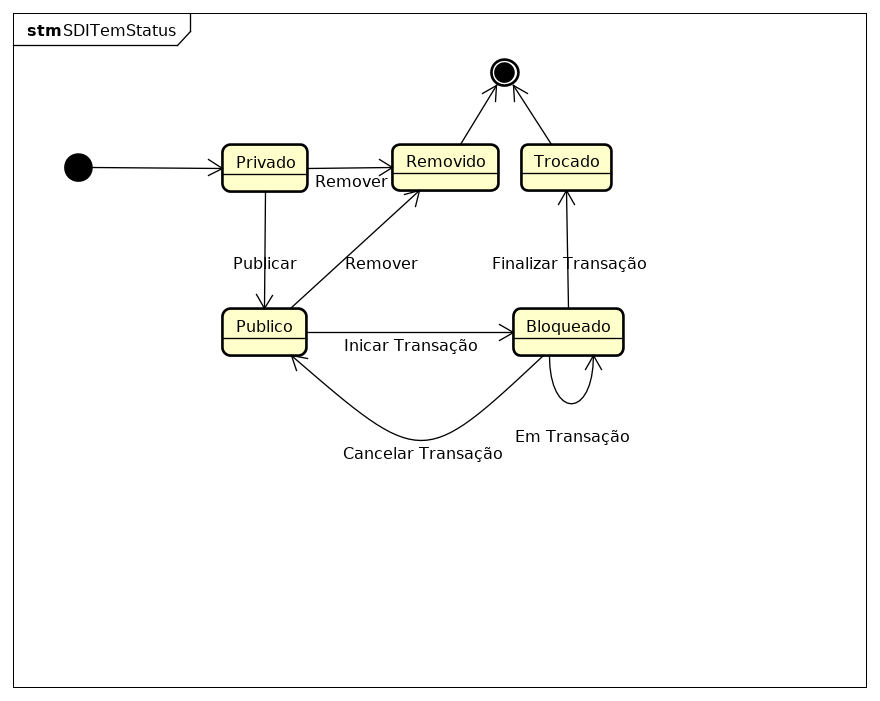 stm SDITemStatus
Privado
Removido
Trocado
Remover
Publicar
Remover
Finalizar Transação
Publico
Bloqueado
Inicar Transação
Em Transação
Cancelar Transação